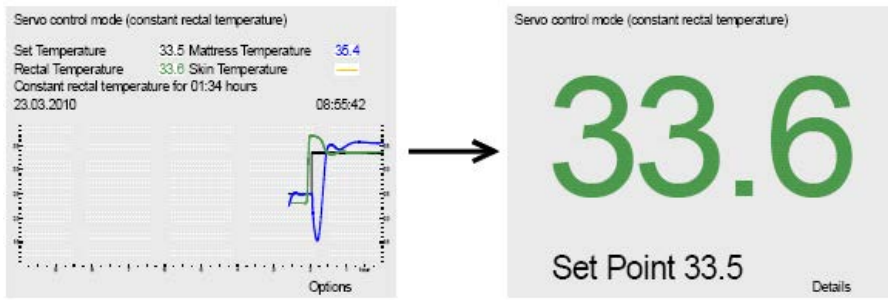 Servo control mode (constant rectal temperature)
Set Temperature 33.5 Mattress Temperature 35.4
Rectal Temperature 33.6 Skin Temperature
Constant rectal temperature for 01:34 hours
23.03.2010 08:55:42
Options
Servo control mode (constant rectal temperature)
33.6
Set Point 33.5
Details